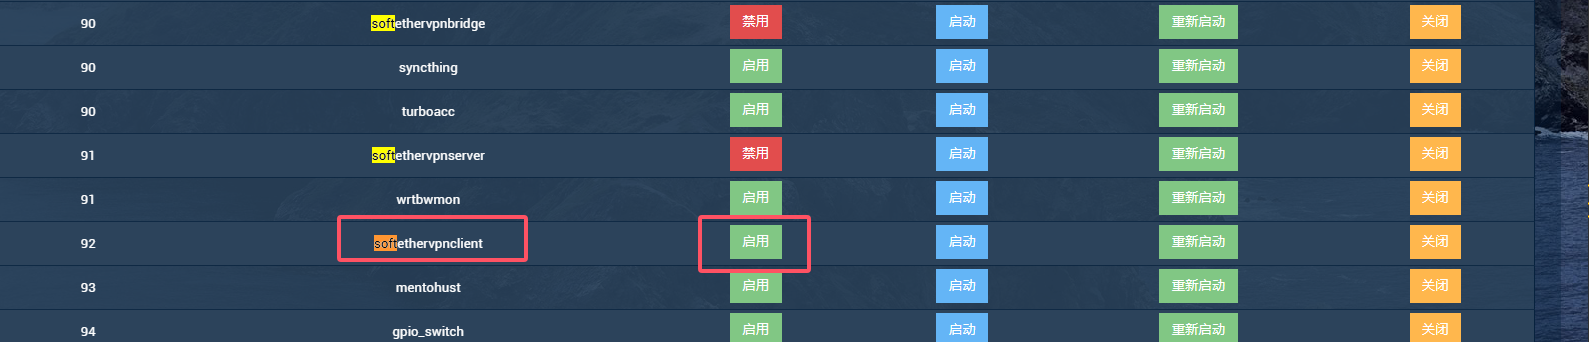 90 softethervpnbridge 禁用 启动 重新启动 关闭
90 syncthing 启用 启动 重新启动 关闭
90 turboacc 启用 启动 重新启动 关闭
91 softethervpnserver 禁用 启动 重新启动 关闭
91 wrtbwmon 启用 启动 重新启动 关闭
92 softethervpnclient 启用 启动 重新启动 关闭
93 mentohust 启用 启动 重新启动 关闭
94 gpio_switch 启用 启动 重新启动 关闭